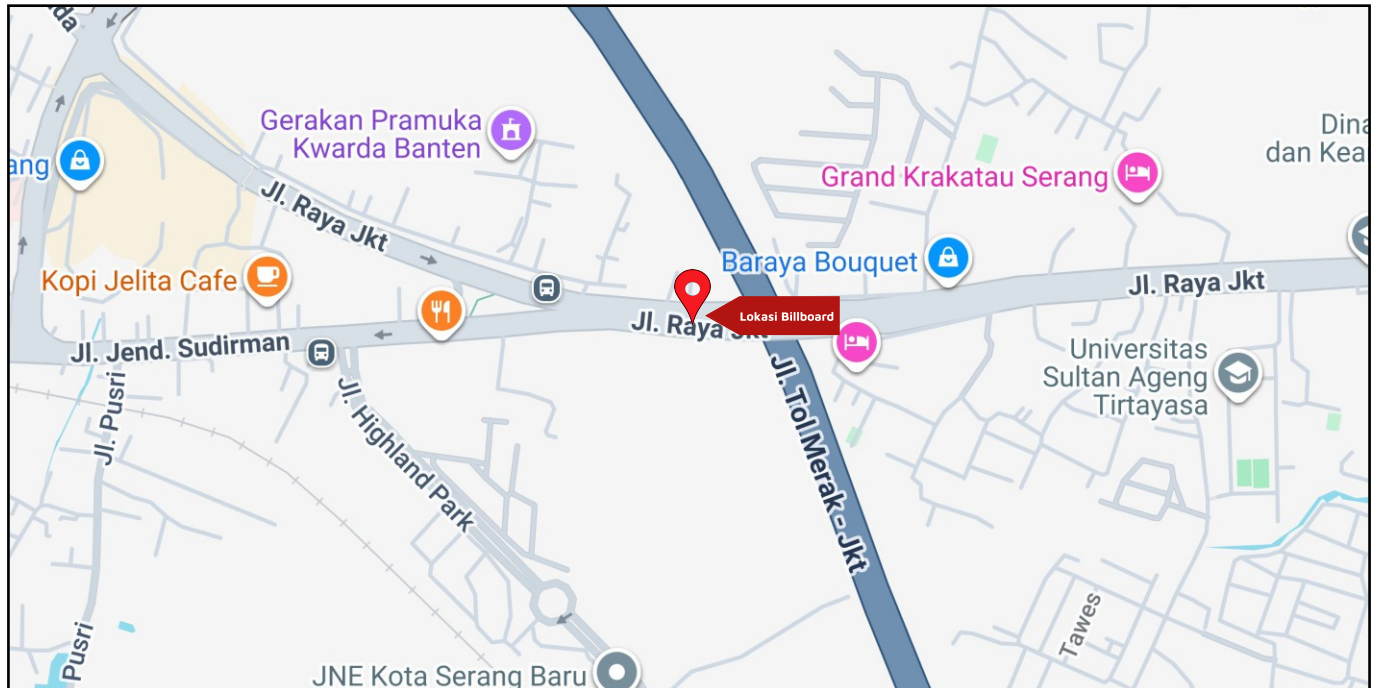 da
Gerakan Pramuka
Kwarda Banten
Dina
dan Kea
ang
Grand Krakatau Serang
Jl. Raya Jkt
Baraya Bouquet
Kopi Jelita Cafe
Jl. Raya Jkt
Lokasi Billboard
Jl. Raya Jkt
Jl. Jend. Sudirman
Universitas
Sultan Ageng
Tirtayasa
Jl. Pusri
Jl. Highland Park
Jl. Tol Merak - Jkt
Tawes
Pusri
JNE Kota Serang Baru